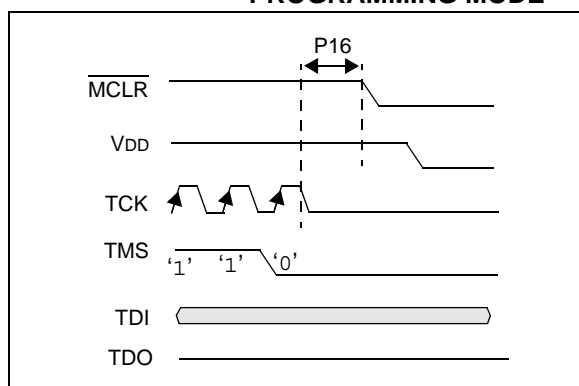 PROGRAMMING MODE
P16
MCLR
VDD
TCK
TMS
‘1’ ‘1’ ‘0’
TDI
TDO